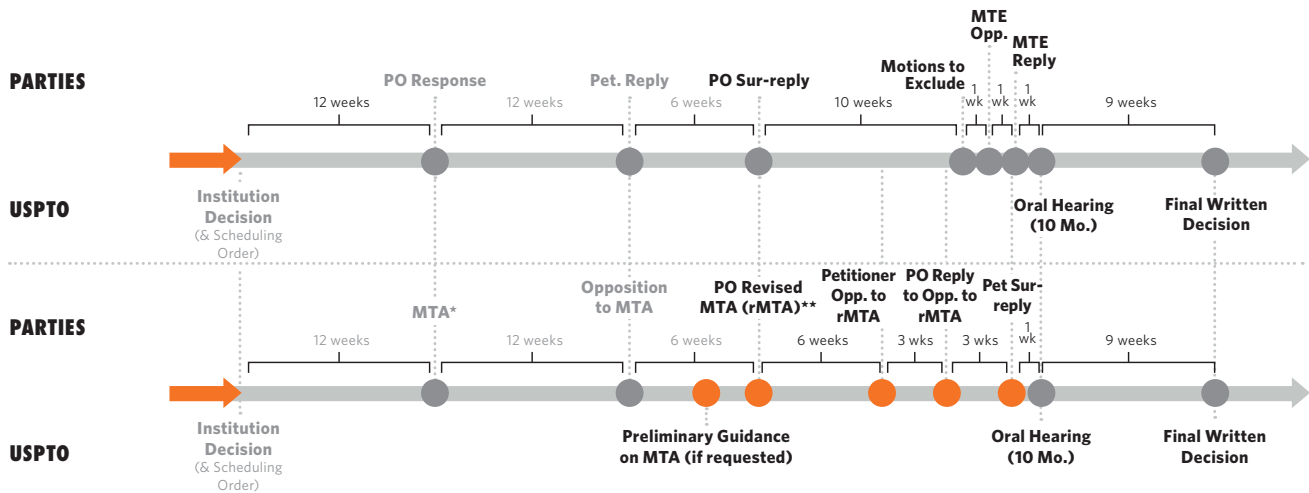 MTE
Opp.
MTE
Reply
Motions to
Exclude
PARTIES
PO Response
Pet. Reply
PO Sur-reply
12 weeks
12 weeks
6 weeks
10 weeks
1
wk
1
wk
1
wk
9 weeks
Institution
Decision
(& Scheduling
Order)
USPTO
Oral Hearing
(10 Mo.)
Final Written
Decision
PARTIES
MTA*
Opposition
to MTA
PO Revised
MTA (rMTA)**
Petitioner
Opp. to
rMTA
PO Reply
to Opp. to
rMTA
Pet Sur-
reply
12 weeks
12 weeks
6 weeks
6 weeks
3 wks
3 wks
1
wk
9 weeks
Institution
Decision
(& Scheduling
Order)
USPTO
Preliminary Guidance
on MTA (if requested)
Oral Hearing
(10 Mo.)
Final Written
Decision